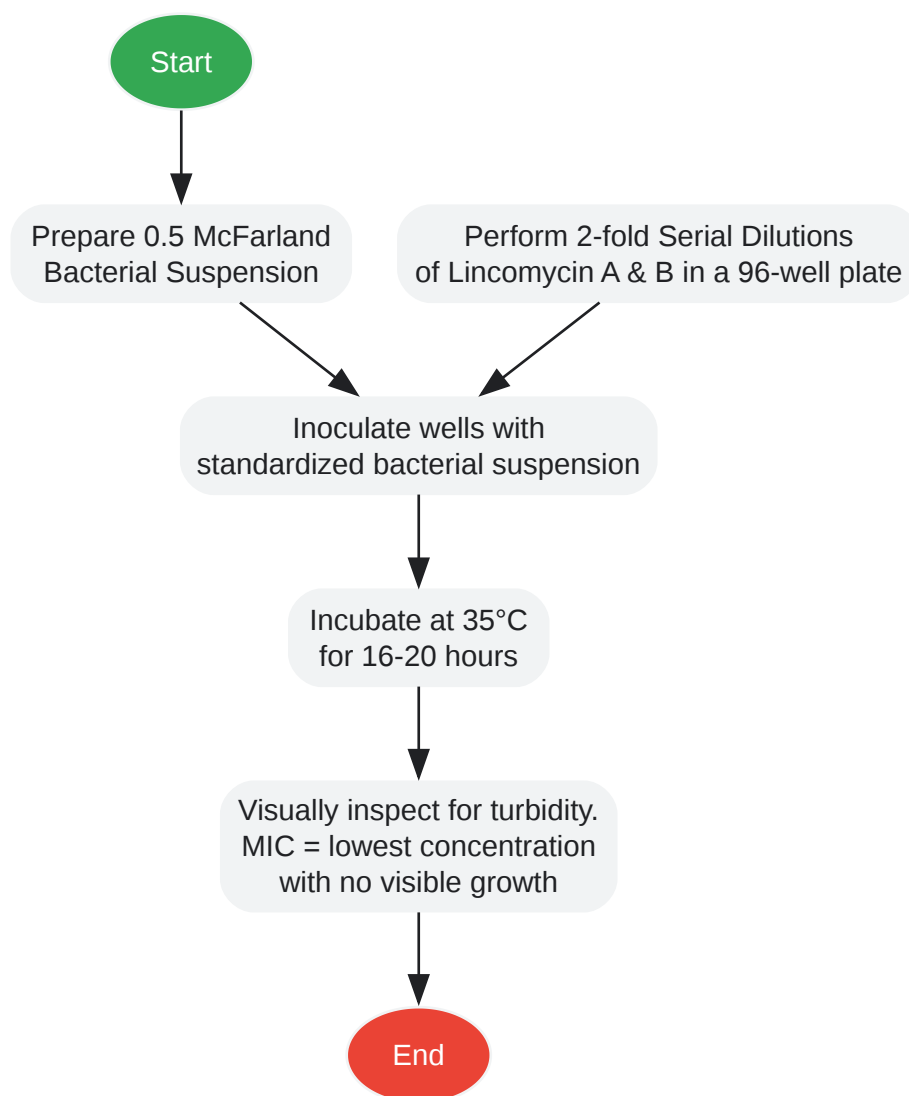 Start
Prepare 0.5 McFarland
Bacterial Suspension
Perform 2-fold Serial Dilutions
of Lincomycin A & B in a 96-well plate
Inoculate wells with
standardized bacterial suspension
Incubate at 35°C
for 16-20 hours
Visually inspect for turbidity.
MIC = lowest concentration
with no visible growth
End